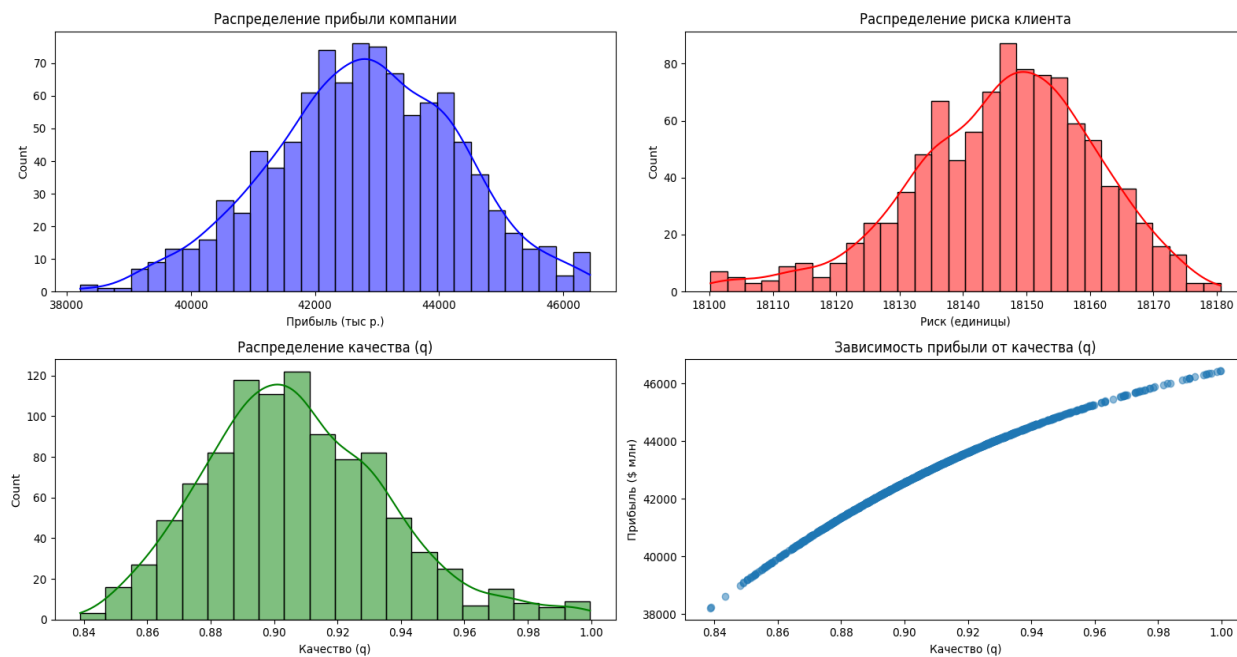 Распределение прибыли компании
Count
70
60
50
40
30
20
10
0
38000 40000 42000 44000 46000
Прибыль (тыс р.)
Распределение риска клиента
Count
80
60
40
20
0
18100 18110 18120 18130 18140 18150 18160 18170 18180
Риск (единицы)
Распределение качества (q)
Count
120
100
80
60
40
20
0
0.84 0.86 0.88 0.90 0.92 0.94 0.96 0.98 1.00
Качество (q)
Зависимость прибыли от качества (q)
Прибыль ($ млн)
46000
44000
42000
40000
38000
0.84 0.86 0.88 0.90 0.92 0.94 0.96 0.98 1.00
Качество (q)